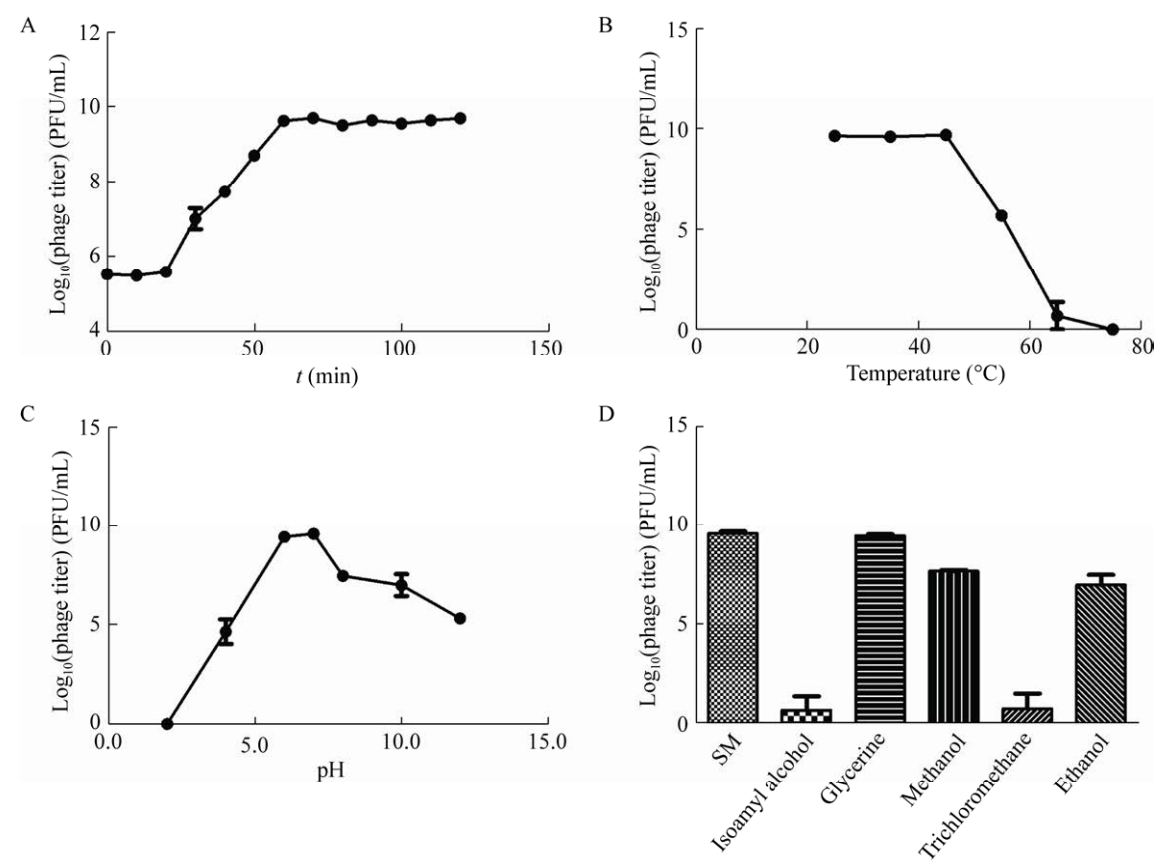 A
Log₁₀(phage titer) (PFU/mL)
12
10
8
6
4
0
50
100
150
t (min)
B
Log₁₀(phage titer) (PFU/mL)
15
10
5
0
0
20
40
60
80
Temperature (°C)
C
Log₁₀(phage titer) (PFU/mL)
15
10
5
0
0.0
5.0
10.0
15.0
pH
D
Log₁₀(phage titer) (PFU/mL)
15
10
5
0
SM
Isoamyl alcohol
Glycerine
Methanol
Trichloromethane
Ethanol